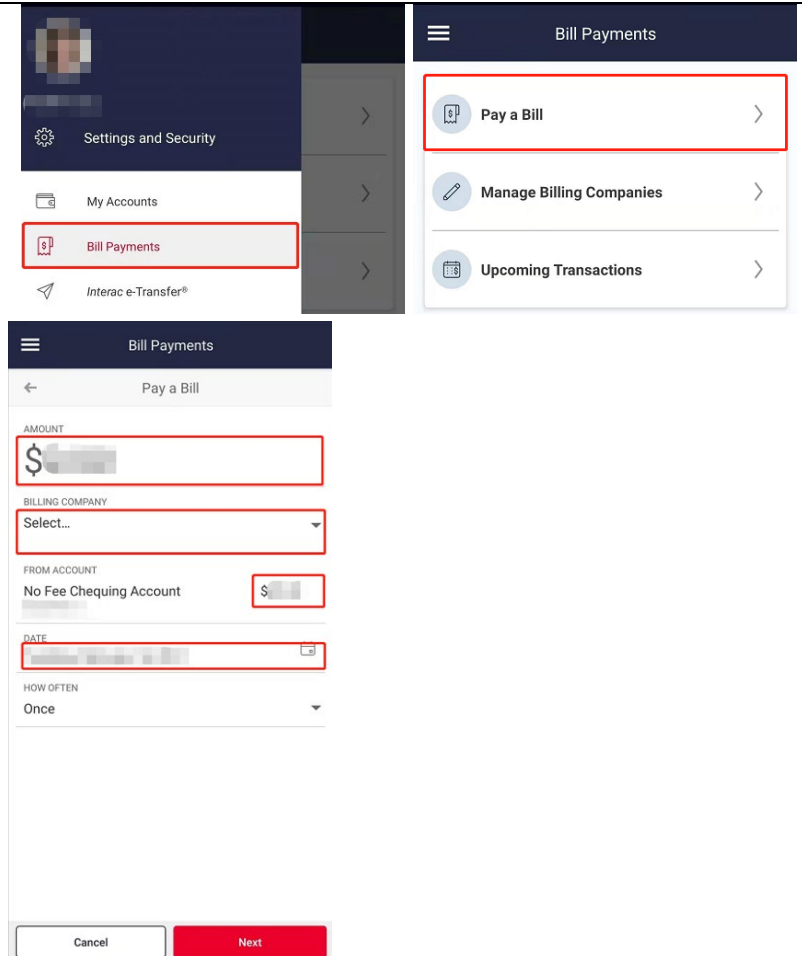 Settings and Security
My Accounts
Bill Payments
Interac e-Transfer®
Bill Payments
Pay a Bill
Manage Billing Companies
Upcoming Transactions
Bill Payments
Pay a Bill
AMOUNT
$
BILLING COMPANY
Select...
FROM ACCOUNT
No Fee Chequing Account $
DATE
HOW OFTEN
Once
Cancel Next